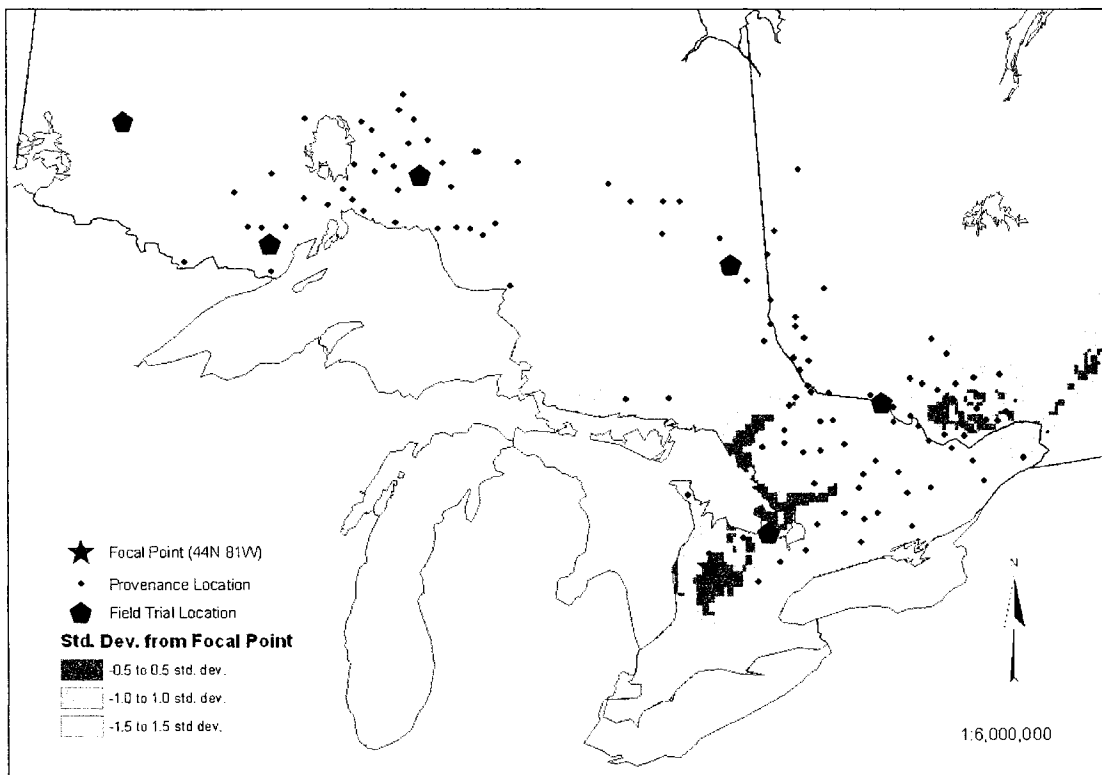 Focal Point (44N 81W)
Provenance Location
Field Trial Location
Std. Dev. from Focal Point
-0.5 to 0.5 std. dev.
-1.0 to 1.0 std. dev.
-1.5 to 1.5 std dev.
N
1:6,000,000